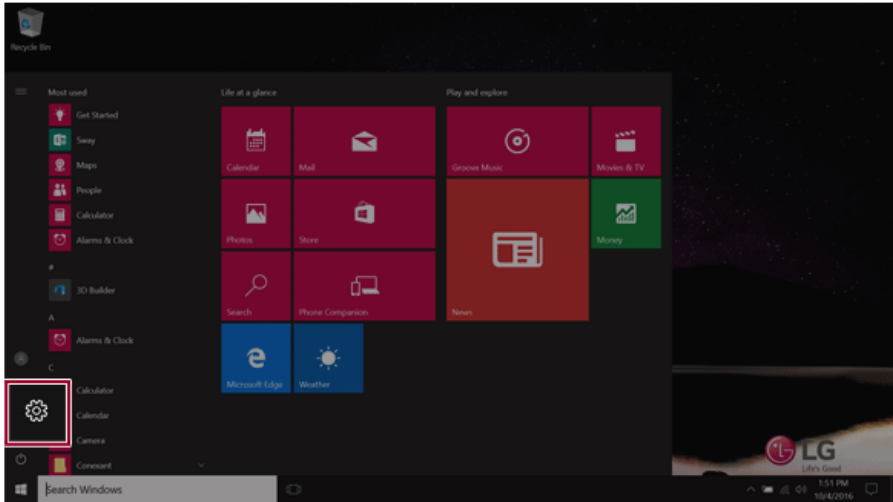 Recycle Bin
Most used
Get Started
Sway
Maps
People
Calculator
Alarms & Clock
#
3D Builder
A
Alarms & Clock
C
Calculator
Calendar
Camera
Conexant
Life at a glance
Calendar
Mail
Photos
Store
Search
Phone Companion
Microsoft Edge
Weather
Play and explore
Groove Music
Movies & TV
News
Money
LG
Life's Good
Search Windows
1:51 PM
10/4/2016